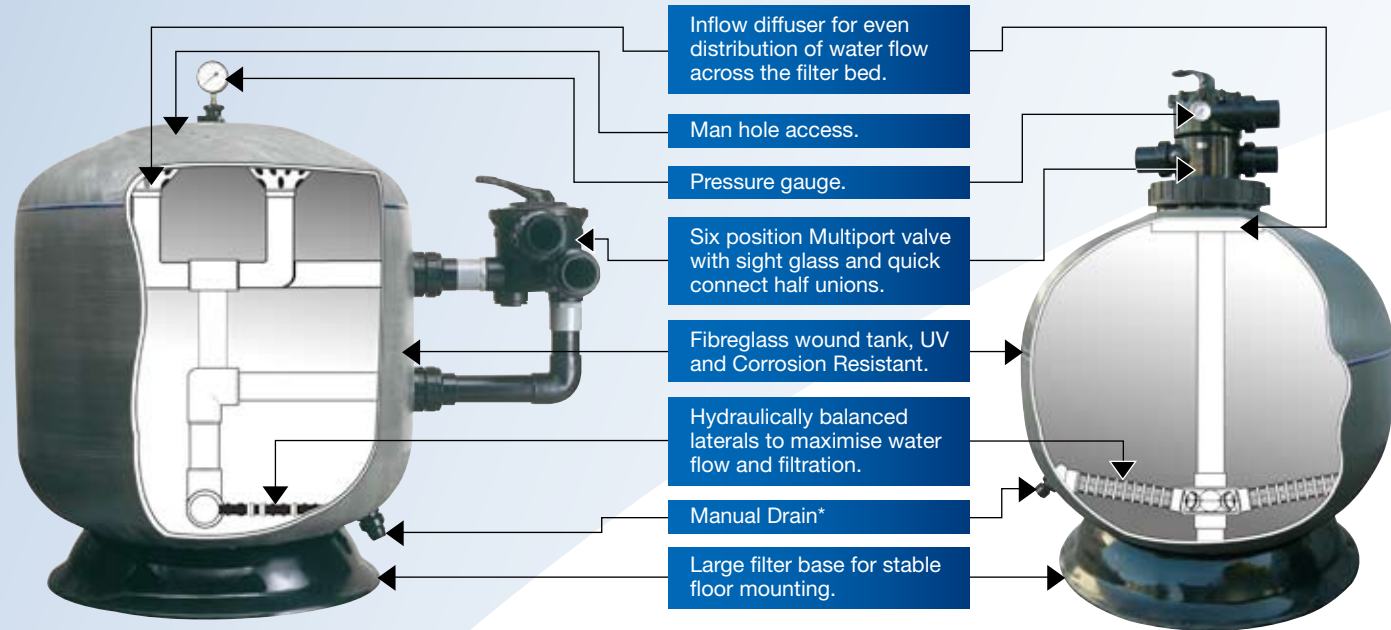 Inflow diffuser for even
distribution of water flow
across the filter bed.
Man hole access.
Pressure gauge.
Six position Multiport valve
with sight glass and quick
connect half unions.
Fibreglass wound tank, UV
and Corrosion Resistant.
Hydraulically balanced
laterals to maximise water
flow and filtration.
Manual Drain*
Large filter base for stable
floor mounting.